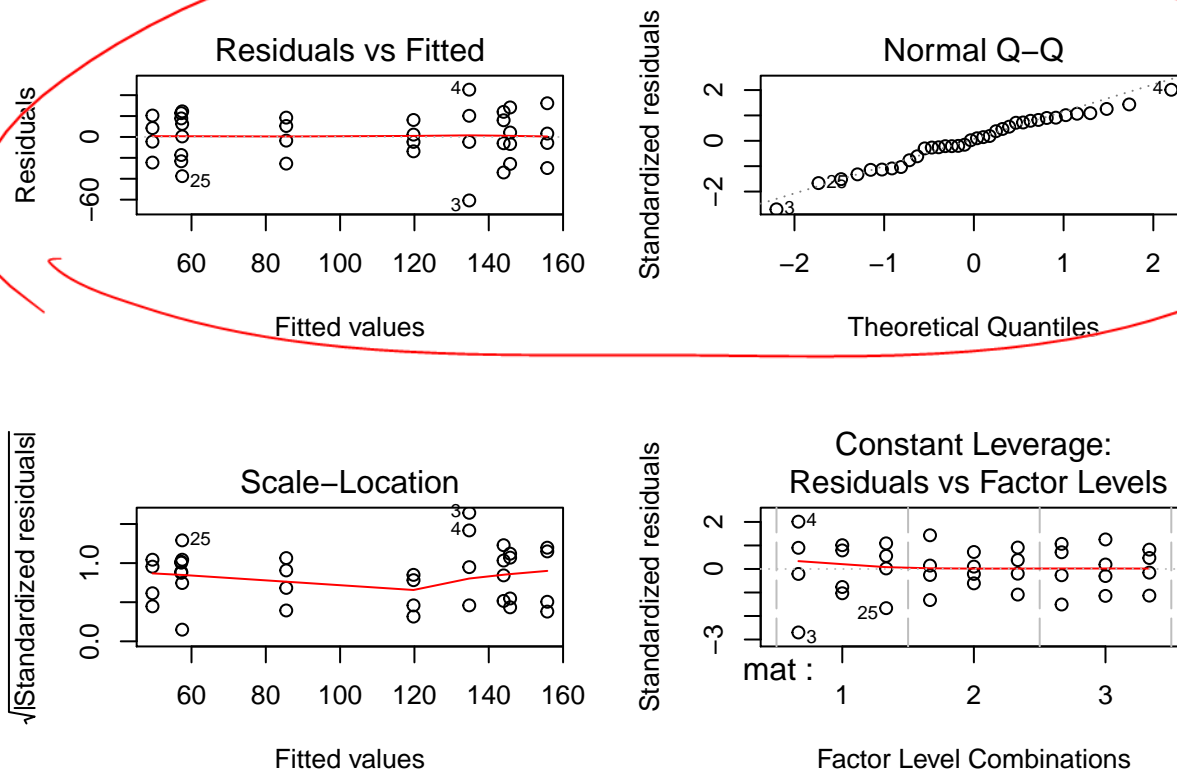 Residuals vs Fitted
Residuals
0
−60
4
25
3
60 80 100 120 140 160
Fitted values
Normal Q−Q
Standardized residuals
2
0
−2
4
25
3
−2 −1 0 1 2
Theoretical Quantiles
Scale−Location
√|Standardized residuals|
1.0
0.0
3
4
25
60 80 100 120 140 160
Fitted values
Constant Leverage:
Residuals vs Factor Levels
Standardized residuals
2
0
−3
4
25
3
mat :
1 2 3
Factor Level Combinations